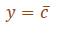 y = c̄